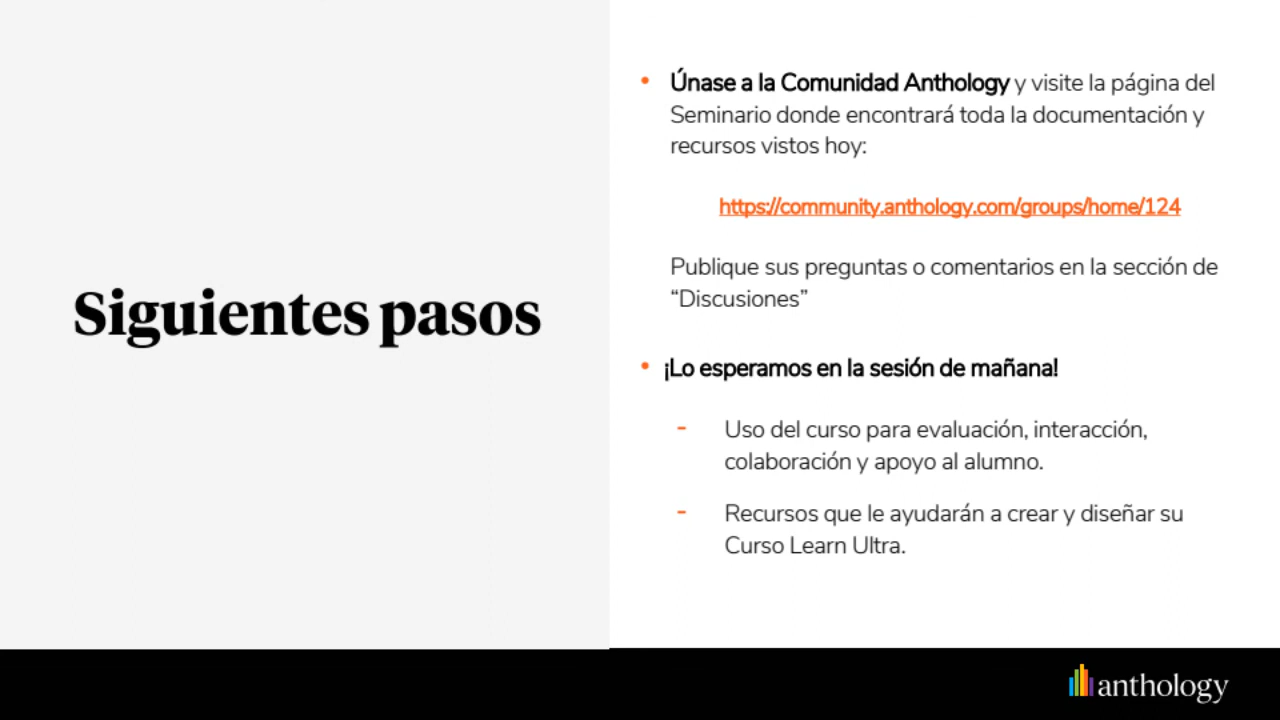 Siguientes pasos
• Únase a la Comunidad Anthology y visite la página del
Seminario donde encontrará toda la documentación y
recursos vistos hoy:
https://community.anthology.com/groups/home/124
Publique sus preguntas o comentarios en la sección de
“Discusiones”
• ¡Lo esperamos en la sesión de mañana!
- Uso del curso para evaluación, interacción,
colaboración y apoyo al alumno.
- Recursos que le ayudarán a crear y diseñar su
Curso Learn Ultra.
anthology